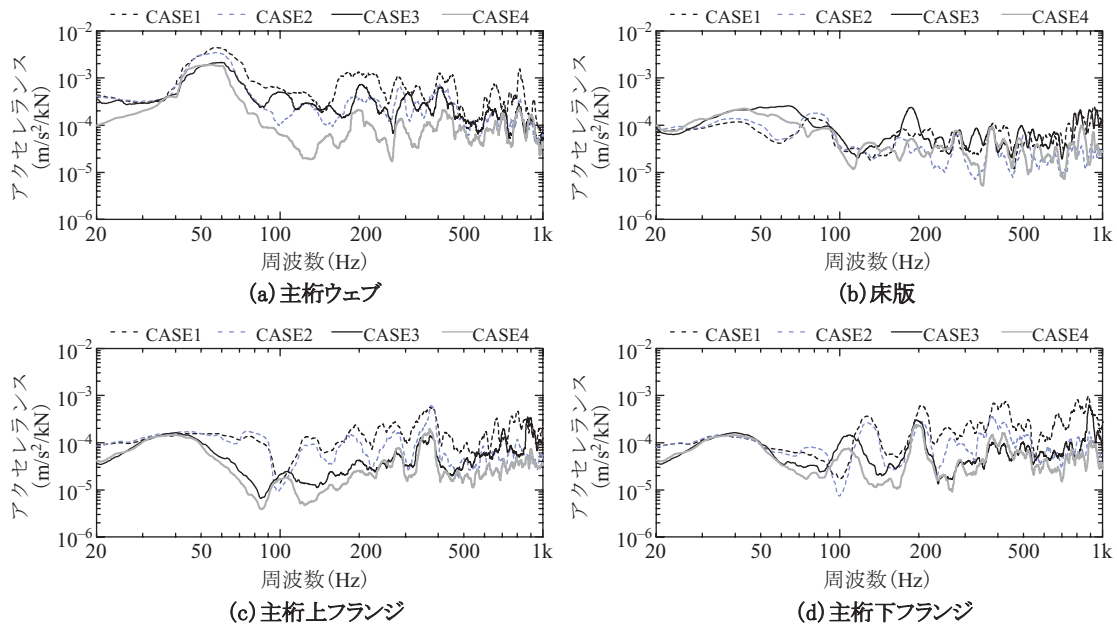 CASE1 CASE2 CASE3 CASE4
アクセレランス
(m/s²/kN)
10⁻²
10⁻³
10⁻⁴
10⁻⁵
10⁻⁶
20 50 100 200 500 1k
周波数(Hz)
(a)主桁ウェブ
CASE1 CASE2 CASE3 CASE4
アクセレランス
(m/s²/kN)
10⁻²
10⁻³
10⁻⁴
10⁻⁵
10⁻⁶
20 50 100 200 500 1k
周波数(Hz)
(b)床版
CASE1 CASE2 CASE3 CASE4
アクセレランス
(m/s²/kN)
10⁻²
10⁻³
10⁻⁴
10⁻⁵
10⁻⁶
20 50 100 200 500 1k
周波数(Hz)
(c)主桁上フランジ
CASE1 CASE2 CASE3 CASE4
アクセレランス
(m/s²/kN)
10⁻²
10⁻³
10⁻⁴
10⁻⁵
10⁻⁶
20 50 100 200 500 1k
周波数(Hz)
(d)主桁下フランジ